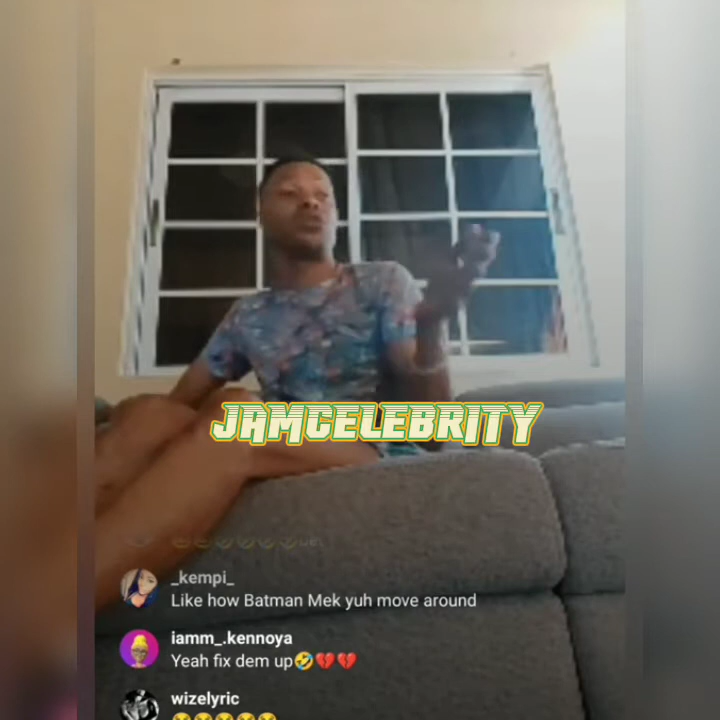 JAMCELEBRITY
_kempi_
Like how Batman Mek yuh move around
iamm_.kennoya
Yeah fix dem up🤣💔💔
wizelyric
😂😂😂😂😂